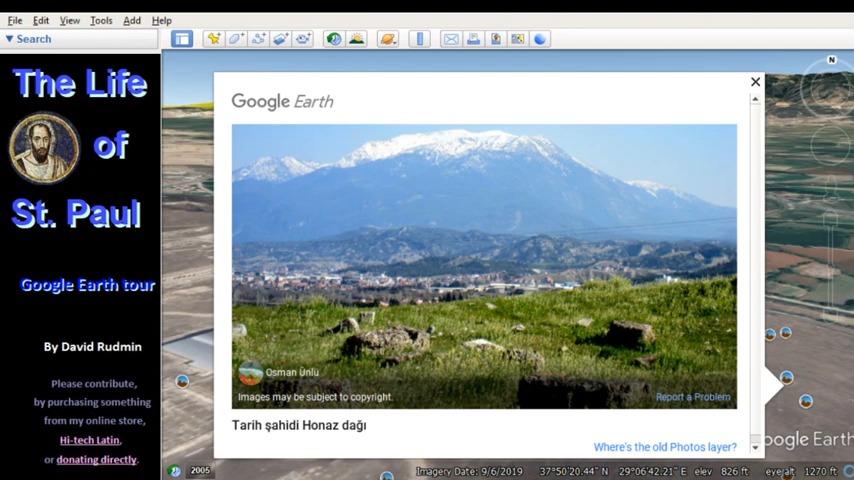 File Edit View Tools Add Help
Search
The Life
of
St. Paul
Google Earth tour
By David Rudmin
Please contribute,
by purchasing something
from my online store,
Hi-tech Latin,
or donating directly.
Google Earth
N
Osman Ünlu
Images may be subject to copyright.
Report a Problem
Tarih şahidi Honaz dağı
Where's the old Photos layer?
oogle Earth
2005
Imagery Date: 9/6/2019 37°50'20.44" N 29°06'42.21" E elev 826 ft eye alt 1270 ft